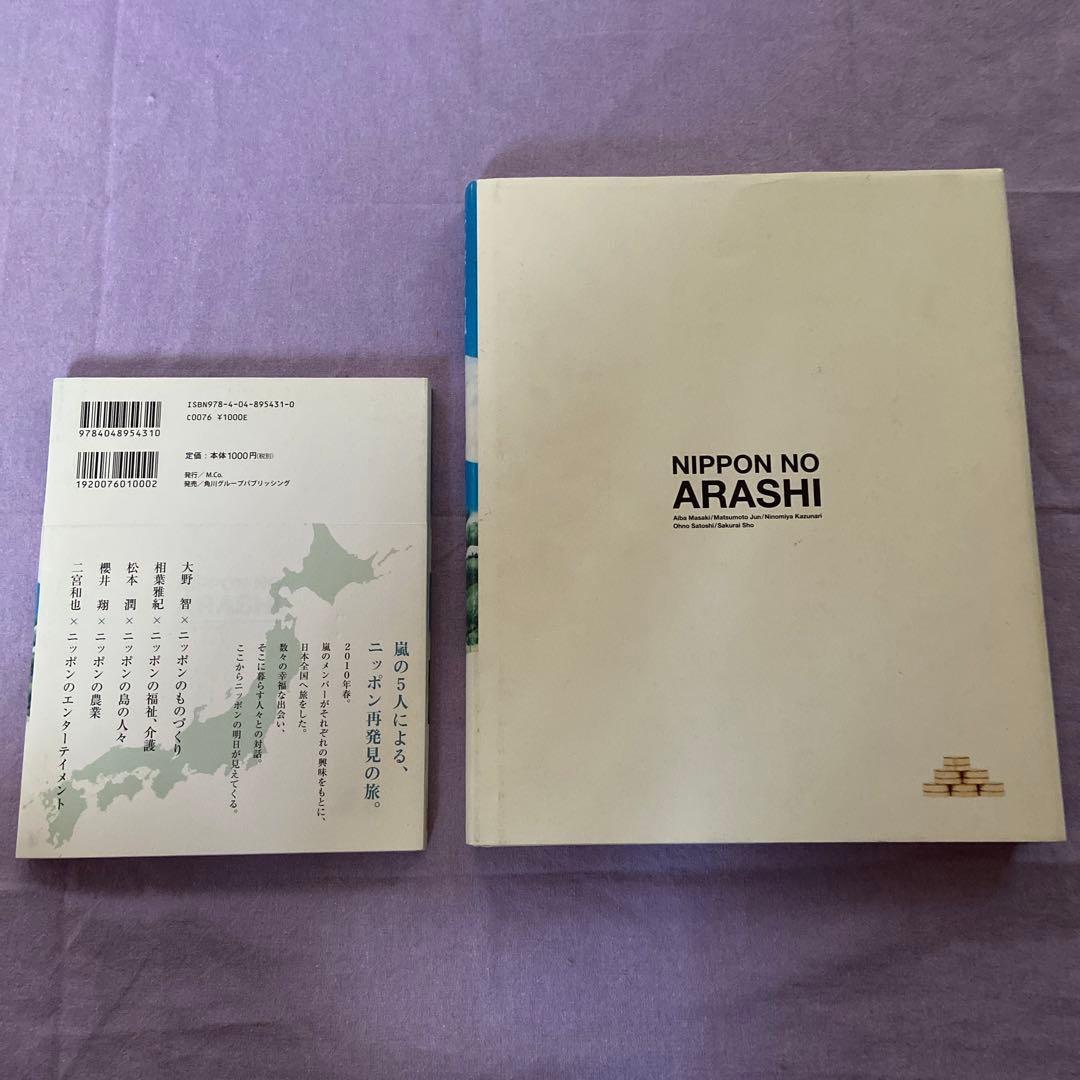 ISBN978-4-04-895431-0
C0076 ¥1000E
9784048954310
定価：本体1000円(税別)
1920076010002
発行／M.Co.
発売／角川グループパブリッシング
嵐の5人による、
ニッポン再発見の旅。
2010年春。
嵐のメンバーがそれぞれの興味をもとに、
日本全国へ旅をした。
数々の幸福な出会い、
そこに暮らす人々との対話。
ここからニッポンの明日が見えてくる。
大野 智×ニッポンのものづくり
相葉雅紀×ニッポンの福祉、介護
松本 潤×ニッポンの島の人々
櫻井 翔×ニッポンの農業
二宮和也×ニッポンのエンターテイメント
NIPPON NO
ARASHI
Aiba Masaki/Matsumoto Jun/Ninomiya Kazunari
Ohno Satoshi/Sakurai Sho